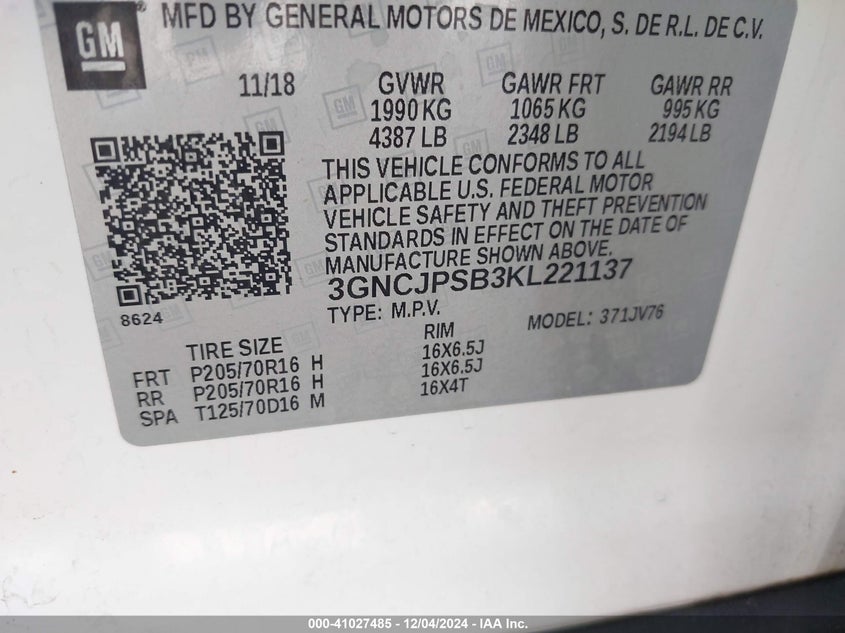 GM ® MFD BY GENERAL MOTORS DE MEXICO, S. DE R.L. DE C.V.
11/18 GVWR GAWR FRT GAWR RR
1990 KG 1065 KG 995 KG
4387 LB 2348 LB 2194 LB
THIS VEHICLE CONFORMS TO ALL
APPLICABLE U.S. FEDERAL MOTOR
VEHICLE SAFETY AND THEFT PREVENTION
STANDARDS IN EFFECT ON THE DATE OF
MANUFACTURE SHOWN ABOVE.
3GNCJPSB3KL221137
8624
TYPE: M.P.V. MODEL: 371JV76
TIRE SIZE RIM
FRT P205/70R16 H 16X6.5J
RR P205/70R16 H 16X6.5J
SPA T125/70D16 M 16X4T
000-41027485 - 12/04/2024 - IAA Inc.